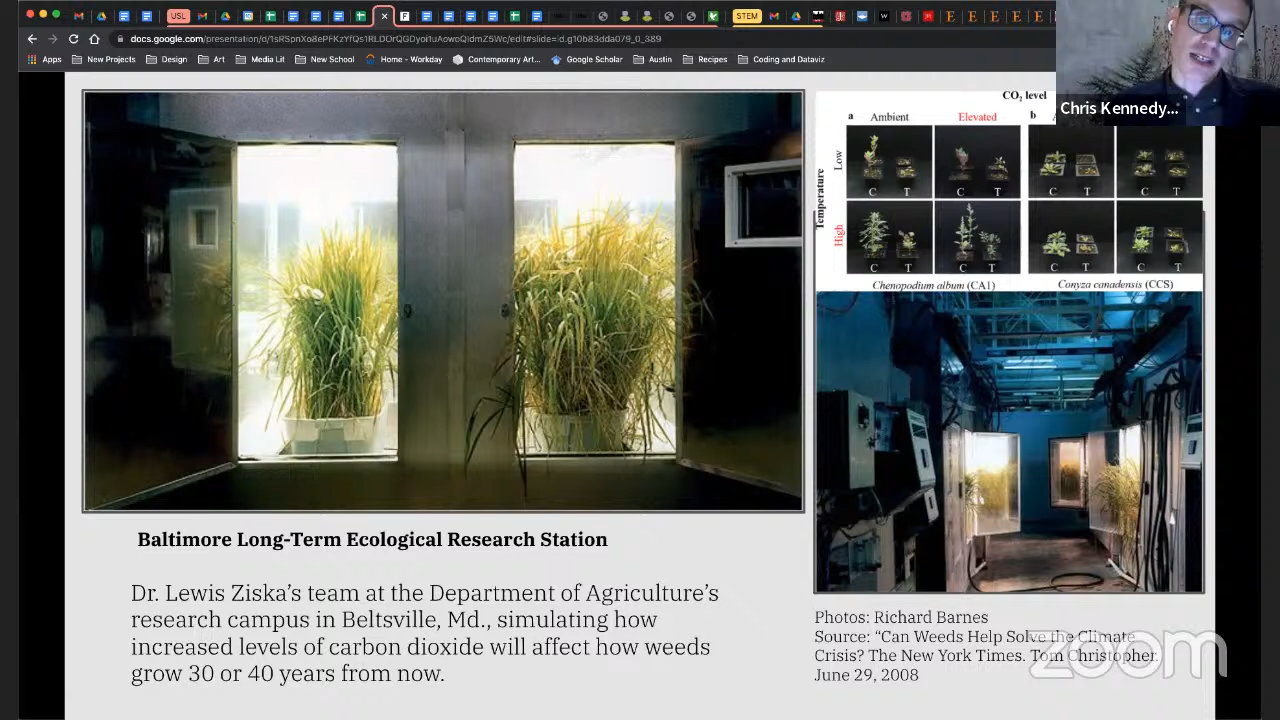 USL
STEM
docs.google.com/presentation/d/1sRSpnXo8ePFKzYfQs1RLDOrQGDyoi1uAowoQidmZ5Wc/edit#slide=id.g10b83dda079_0_389
Apps New Projects Design Art Media Lit New School Home - Workday Contemporary Art... Google Scholar Austin Recipes Coding and Dataviz
Chris Kennedy...
CO2 level
a Ambient Elevated b
Temperature
Low
High
C T C T C T C T
C T C T C T C T
Chenopodium album (CA1) Conyza canadensis (CCS)
Baltimore Long-Term Ecological Research Station
Dr. Lewis Ziska’s team at the Department of Agriculture’s
research campus in Beltsville, Md., simulating how
increased levels of carbon dioxide will affect how weeds
grow 30 or 40 years from now.
Photos: Richard Barnes
Source: “Can Weeds Help Solve the Climate
Crisis? The New York Times. Tom Christopher.
June 29, 2008
zoom